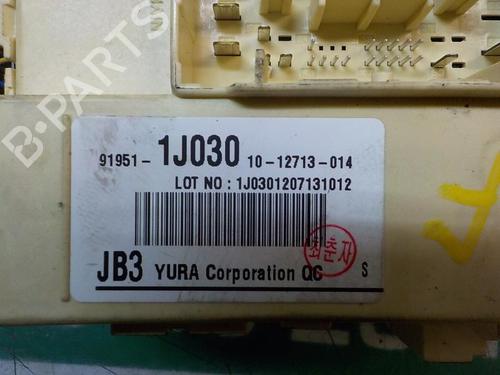 B-PARTS
91951- 1J030 10-12713-014
LOT NO : 1J0301207131012
JB3 YURA Corporation QC S
최춘자